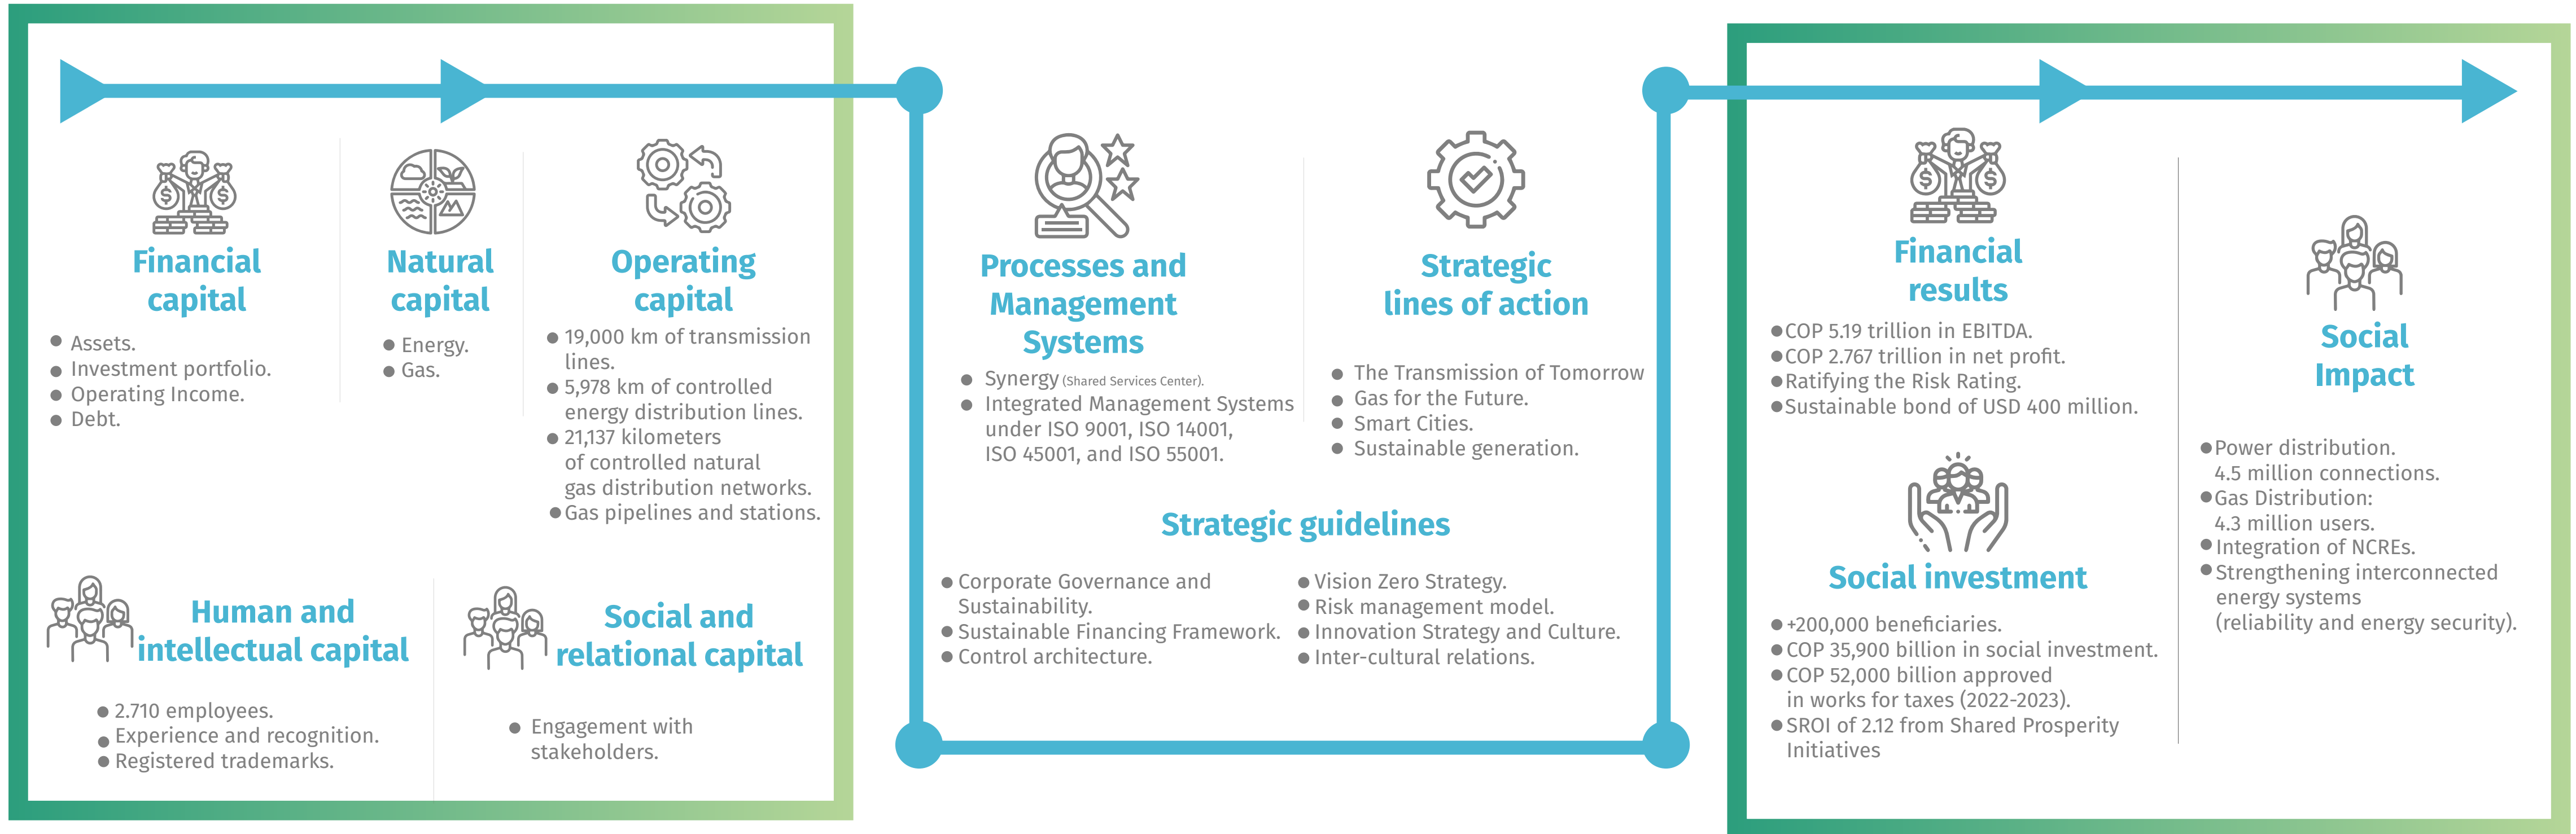 Financial
capital
Assets.
Investment portfolio.
Operating Income.
Debt.
Natural
capital
Energy.
Gas.
Operating
capital
19,000 km of transmission
lines.
5,978 km of controlled
energy distribution lines.
21,137 kilometers
of controlled natural
gas distribution networks.
Gas pipelines and stations.
Human and
intellectual capital
2.710 employees.
Experience and recognition.
Registered trademarks.
Social and
relational capital
Engagement with
stakeholders.
Processes and
Management
Systems
Synergy (Shared Services Center).
Integrated Management Systems
under ISO 9001, ISO 14001,
ISO 45001, and ISO 55001.
Strategic
lines of action
The Transmission of Tomorrow
Gas for the Future.
Smart Cities.
Sustainable generation.
Strategic guidelines
Corporate Governance and
Sustainability.
Sustainable Financing Framework.
Control architecture.
Vision Zero Strategy.
Risk management model.
Innovation Strategy and Culture.
Inter-cultural relations.
Financial
results
COP 5.19 trillion in EBITDA.
COP 2.767 trillion in net profit.
Ratifying the Risk Rating.
Sustainable bond of USD 400 million.
Social investment
+200,000 beneficiaries.
COP 35,900 billion in social investment.
COP 52,000 billion approved
in works for taxes (2022-2023).
SROI of 2.12 from Shared Prosperity
Initiatives
Social
Impact
Power distribution.
4.5 million connections.
Gas Distribution:
4.3 million users.
Integration of NCREs.
Strengthening interconnected
energy systems
(reliability and energy security).